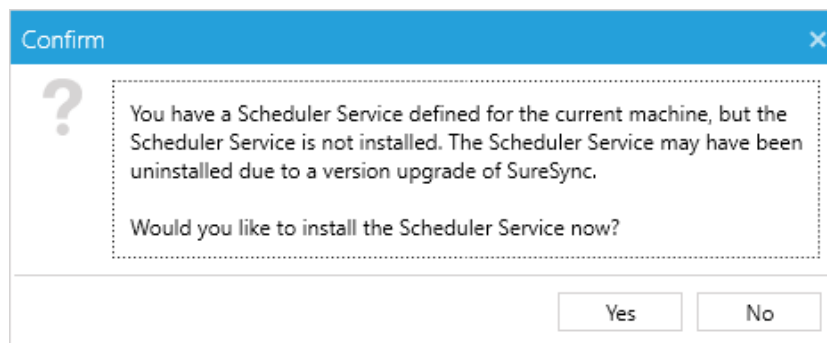 Confirm
You have a Scheduler Service defined for the current machine, but the
Scheduler Service is not installed. The Scheduler Service may have been
uninstalled due to a version upgrade of SureSync.
Would you like to install the Scheduler Service now?
Yes No